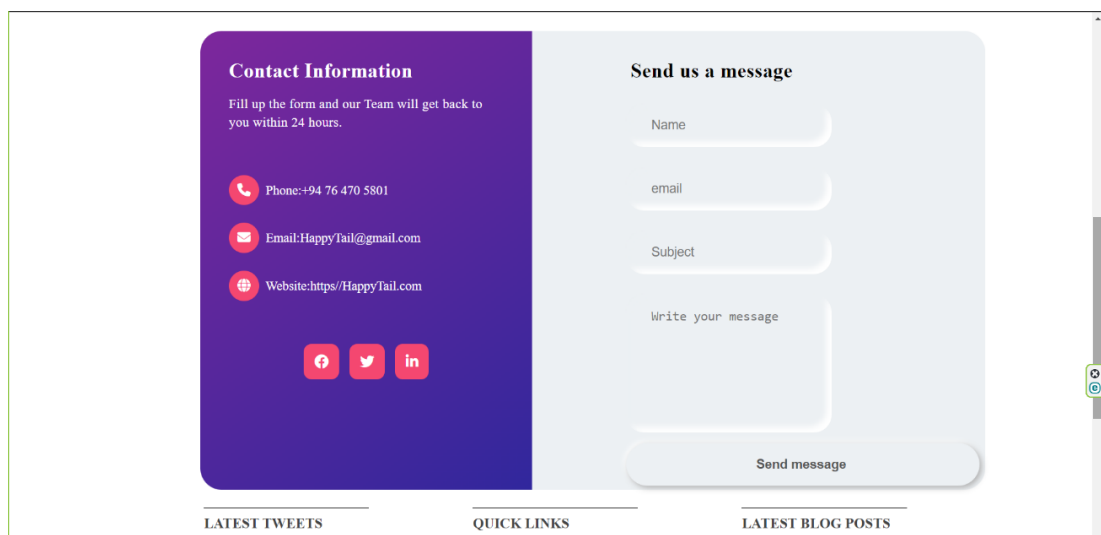 Contact Information
Fill up the form and our Team will get back to
you within 24 hours.
Phone:+94 76 470 5801
Email:HappyTail@gmail.com
Website:https//HappyTail.com
in
Send us a message
Name
email
Subject
Write your message
Send message
LATEST TWEETS
QUICK LINKS
LATEST BLOG POSTS